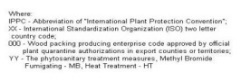 Where:
IPPC - Abbreviation of "International Plant Protection Convention";
XX - International Standardization Organization (ISO) two letter
country code;
000 - Wood packing producing enterprise code approved by official
plant quarantine authorizations in export counties or territories;
YY - The phytosanitary treatment measures, Methyl Bromide
Fumigating - MB, Heat Treatment - HT